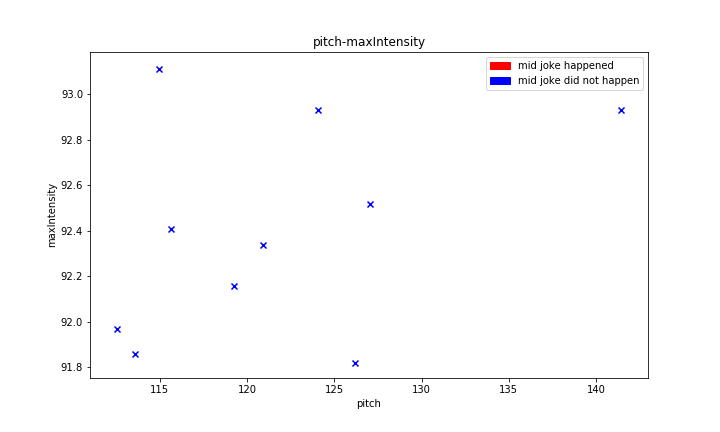 pitch-maxIntensity
mid joke happened
mid joke did not happen
maxIntensity
93.0
92.8
92.6
92.4
92.2
92.0
91.8
115 120 125 130 135 140
pitch